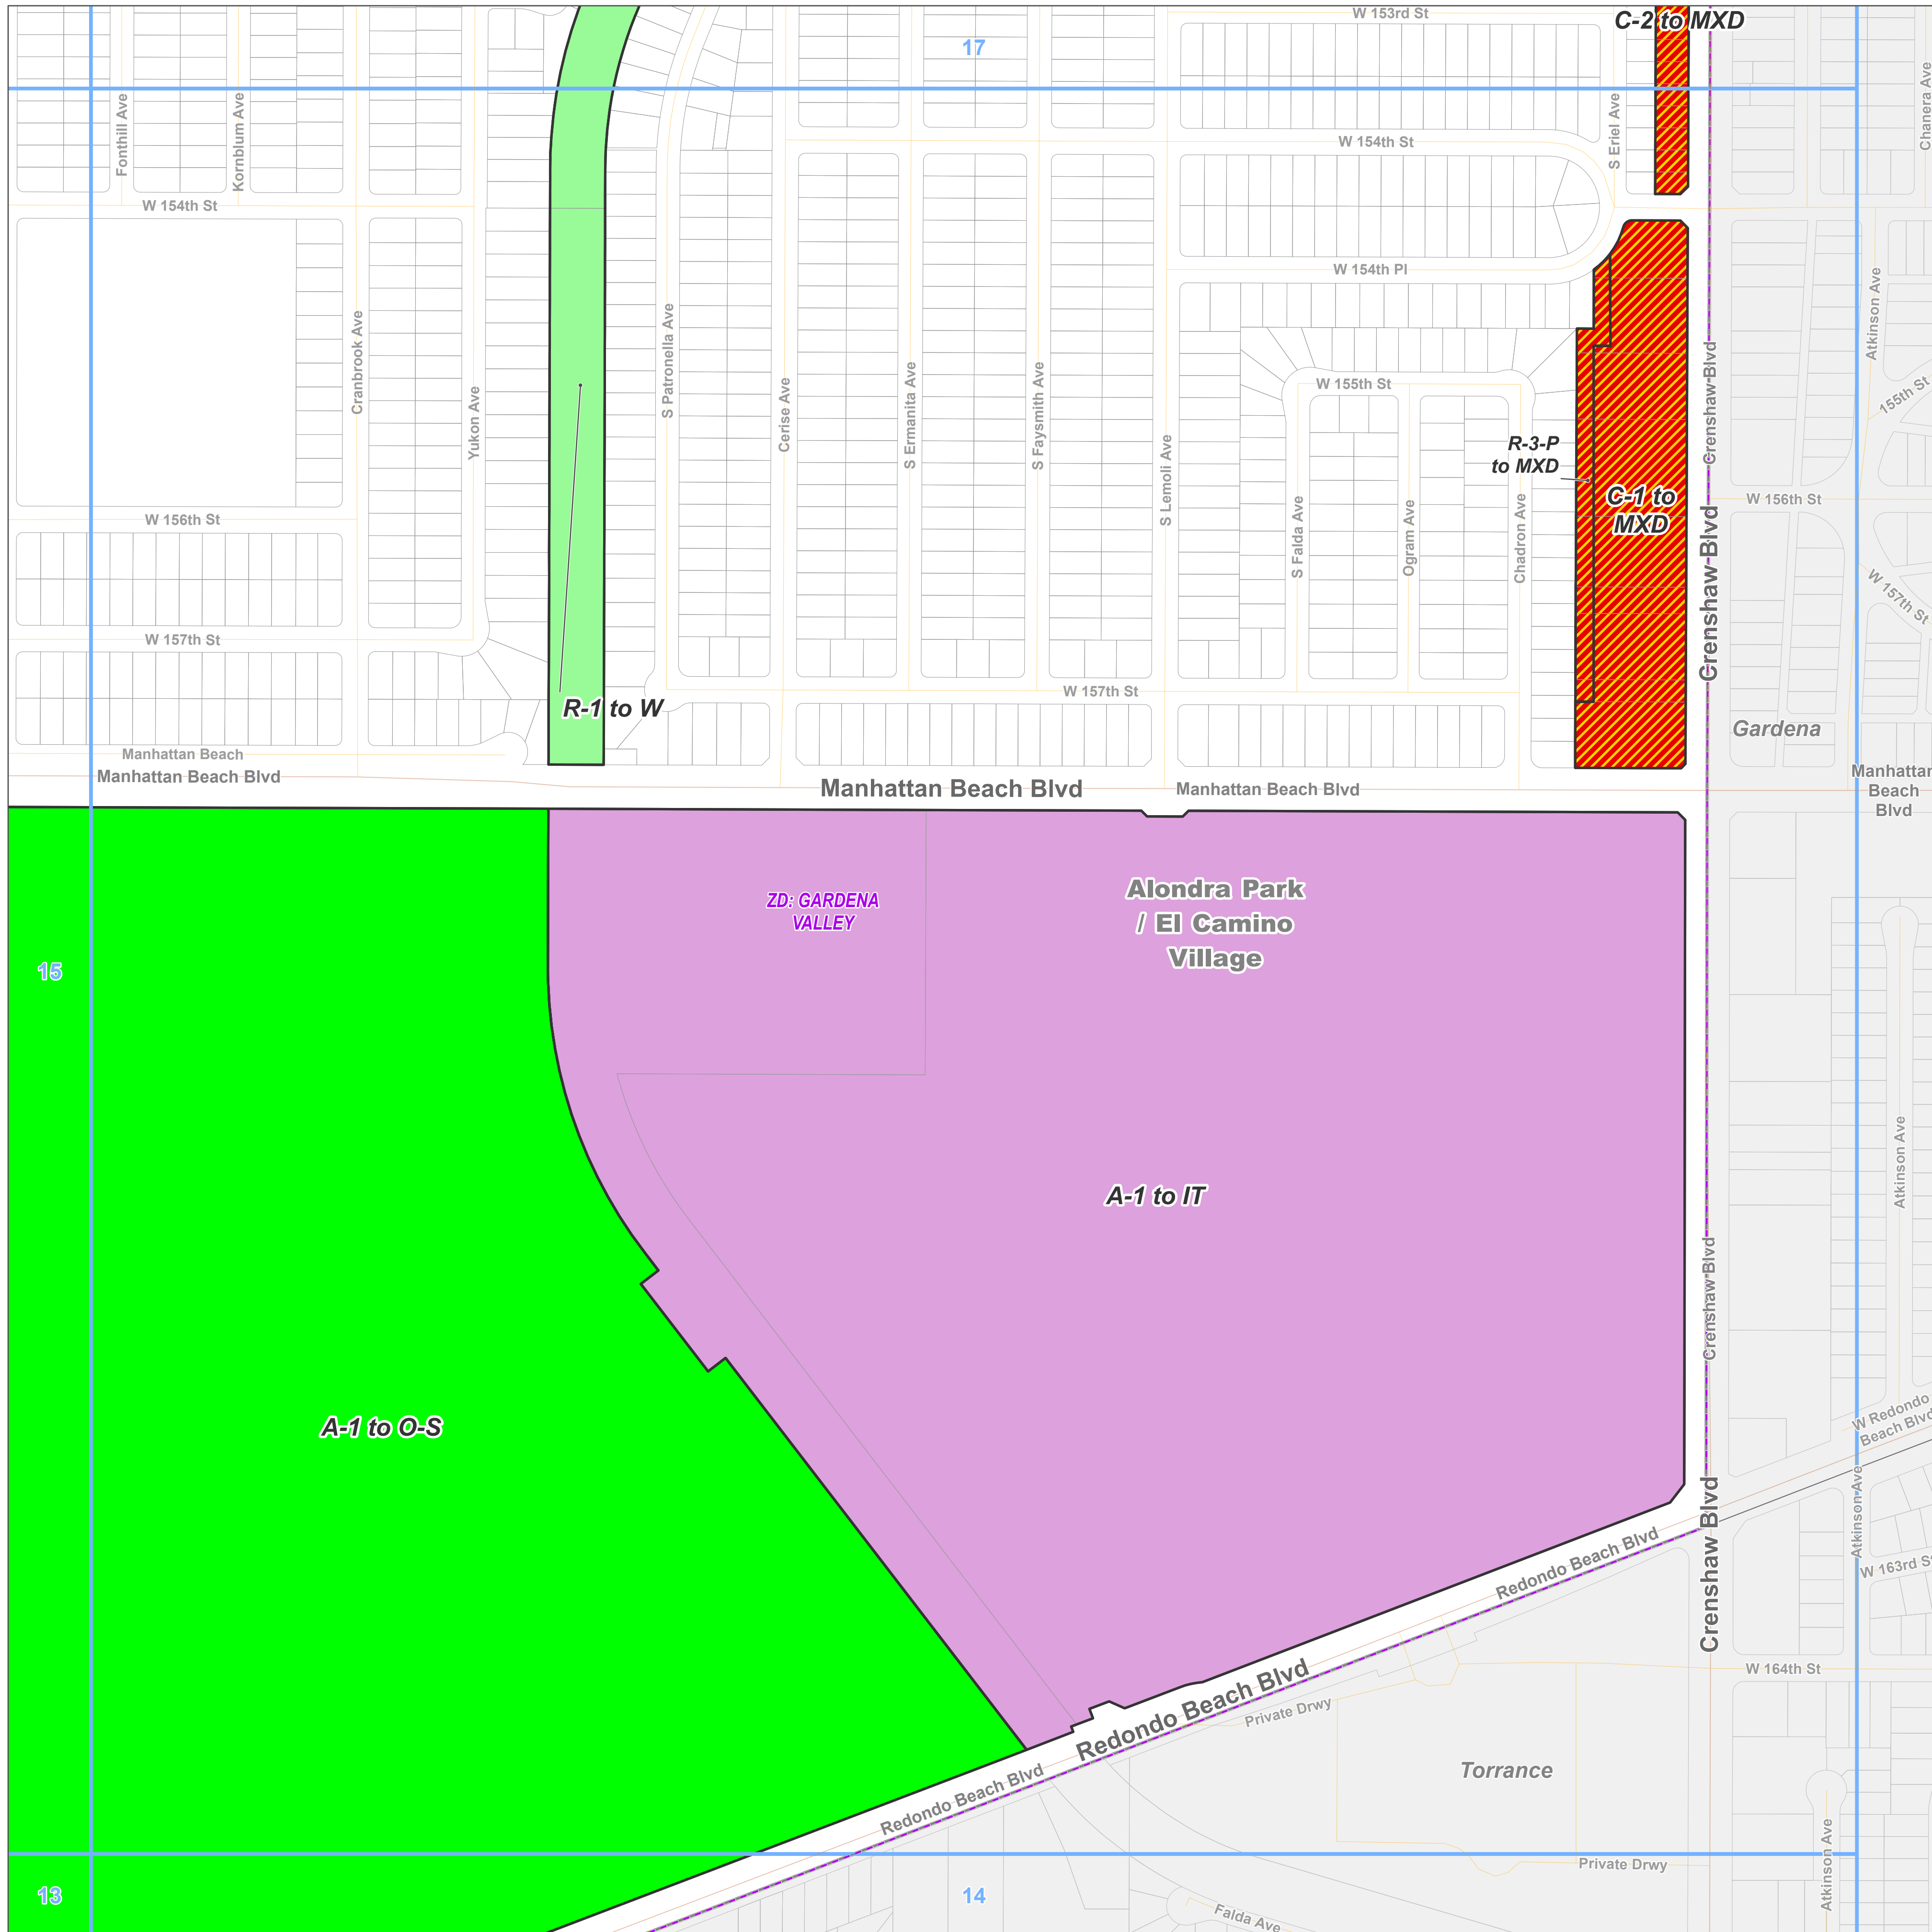 W 153rd St
C-2 to MXD
17
Fonthill Ave
Kornblum Ave
S Eriel Ave
Chanera Ave
W 154th St
W 154th St
W 154th Pl
Cranbrook Ave
Yukon Ave
S Patronella Ave
Cerise Ave
S Ermanita Ave
S Faysmith Ave
S Lemoli Ave
W 155th St
S Falda Ave
Ogram Ave
Chadron Ave
R-3-P
to MXD
C-1 to
MXD
Crenshaw Blvd
Crenshaw Blvd
Atkinson Ave
155th St
W 156th St
W 156th St
W 157th St
W 157th St
W 157th St
R-1 to W
Gardena
Manhattan Beach
Manhattan Beach Blvd
Manhattan Beach Blvd
Manhattan Beach Blvd
Manhattan
Beach
Blvd
ZD: GARDENA
VALLEY
Alondra Park
/ El Camino
Village
15
A-1 to IT
Atkinson Ave
Crenshaw Blvd
A-1 to O-S
W Redondo
Beach Blvd
Crenshaw Blvd
Atkinson Ave
Redondo Beach Blvd
W 163rd St
W 164th St
Redondo Beach Blvd
Private Drwy
Redondo Beach Blvd
Torrance
Private Drwy
Atkinson Ave
13
14
Falda Ave